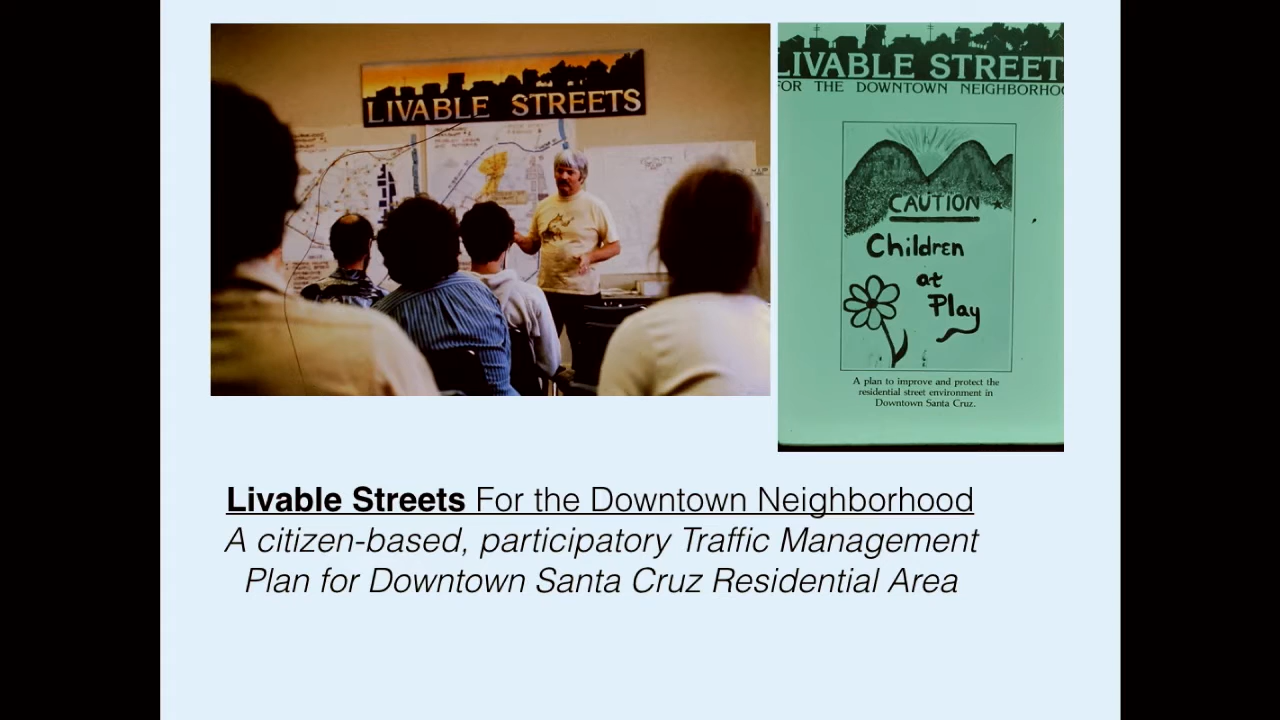 LIVABLE STREETS
LIVABLE STREET
FOR THE DOWNTOWN NEIGHBORHOO
CAUTION
Children
at
Play
A plan to improve and protect the
residential street environment in
Downtown Santa Cruz.
Livable Streets For the Downtown Neighborhood
A citizen-based, participatory Traffic Management
Plan for Downtown Santa Cruz Residential Area